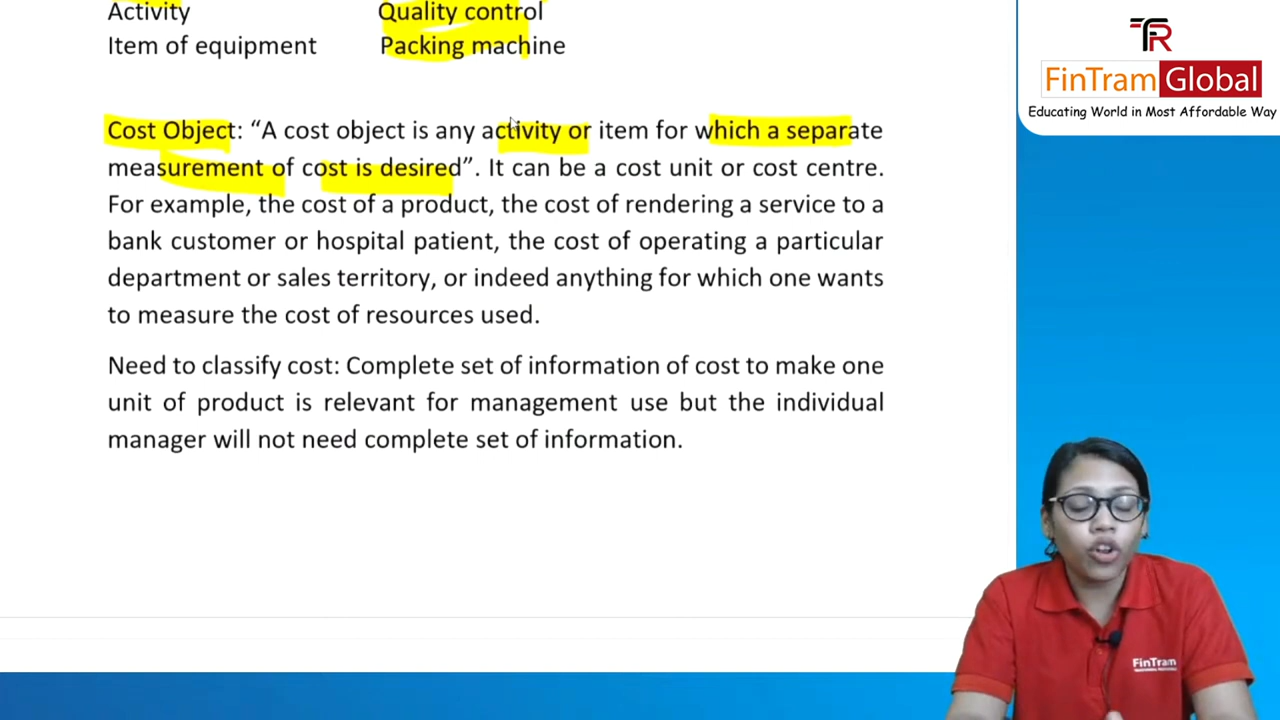 Activity Quality control
Item of equipment Packing machine
Cost Object: “A cost object is any activity or item for which a separate
measurement of cost is desired”. It can be a cost unit or cost centre.
For example, the cost of a product, the cost of rendering a service to a
bank customer or hospital patient, the cost of operating a particular
department or sales territory, or indeed anything for which one wants
to measure the cost of resources used.
Need to classify cost: Complete set of information of cost to make one
unit of product is relevant for management use but the individual
manager will not need complete set of information.
FinTram Global
Educating World in Most Affordable Way
FinTram